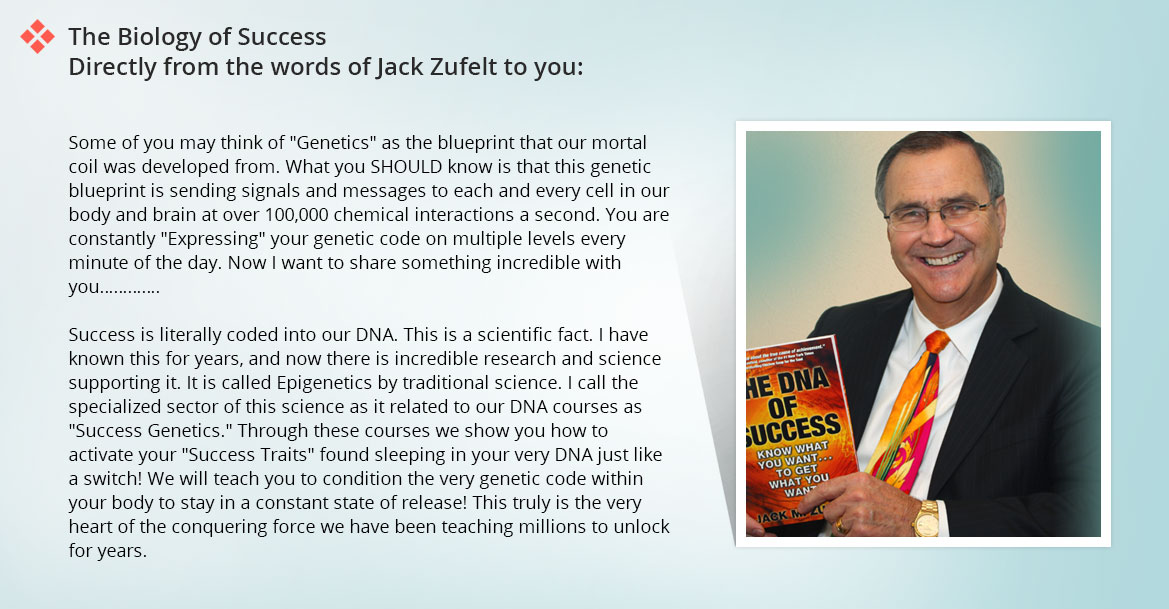 The Biology of Success
Directly from the words of Jack Zufelt to you:
Some of you may think of "Genetics" as the blueprint that our mortal
coil was developed from. What you SHOULD know is that this genetic
blueprint is sending signals and messages to each and every cell in our
body and brain at over 100,000 chemical interactions a second. You are
constantly "Expressing" your genetic code on multiple levels every
minute of the day. Now I want to share something incredible with
you.............
Success is literally coded into our DNA. This is a scientific fact. I have
known this for years, and now there is incredible research and science
supporting it. It is called Epigenetics by traditional science. I call the
specialized sector of this science as it related to our DNA courses as
"Success Genetics." Through these courses we show you how to
activate your "Success Traits" found sleeping in your very DNA just like
a switch! We will teach you to condition the very genetic code within
your body to stay in a constant state of release! This truly is the very
heart of the conquering force we have been teaching millions to unlock
for years.
about the true cause of achievement."
HE DNA
OF
SUCCESS
KNOW WHAT
YOU WANT...
TO GET
WHAT YOU
WANT
JACK M.